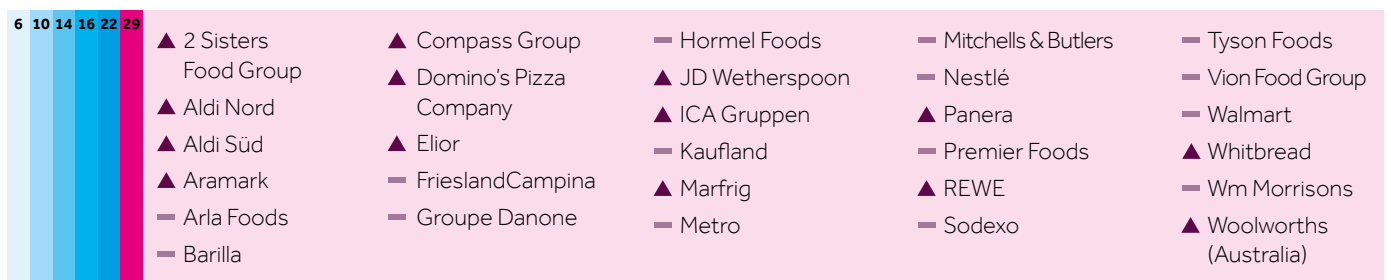 6 10 14 16 22 29
2 Sisters
Food Group
Aldi Nord
Aldi Süd
Aramark
Arla Foods
Barilla
Compass Group
Domino's Pizza
Company
Elior
FrieslandCampina
Groupe Danone
Hormel Foods
JD Wetherspoon
ICA Gruppen
Kaufland
Marfrig
Metro
Mitchells & Butlers
Nestlé
Panera
Premier Foods
REWE
Sodexo
Tyson Foods
Vion Food Group
Walmart
Whitbread
Wm Morrisons
Woolworths
(Australia)